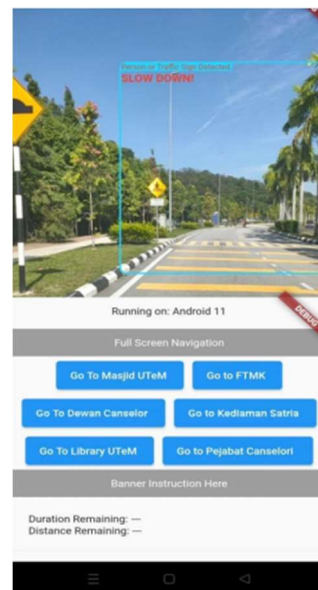 Person or Traffic Sign Detected.
SLOW DOWN!
Running on: Android 11
DEBUG
Full Screen Navigation
Go To Masjid UTeM
Go to FTMK
Go To Dewan Canselor
Go to Kediaman Satria
Go To Library UTeM
Go to Pejabat Canselori
Banner Instruction Here
Duration Remaining: ---
Distance Remaining: ---